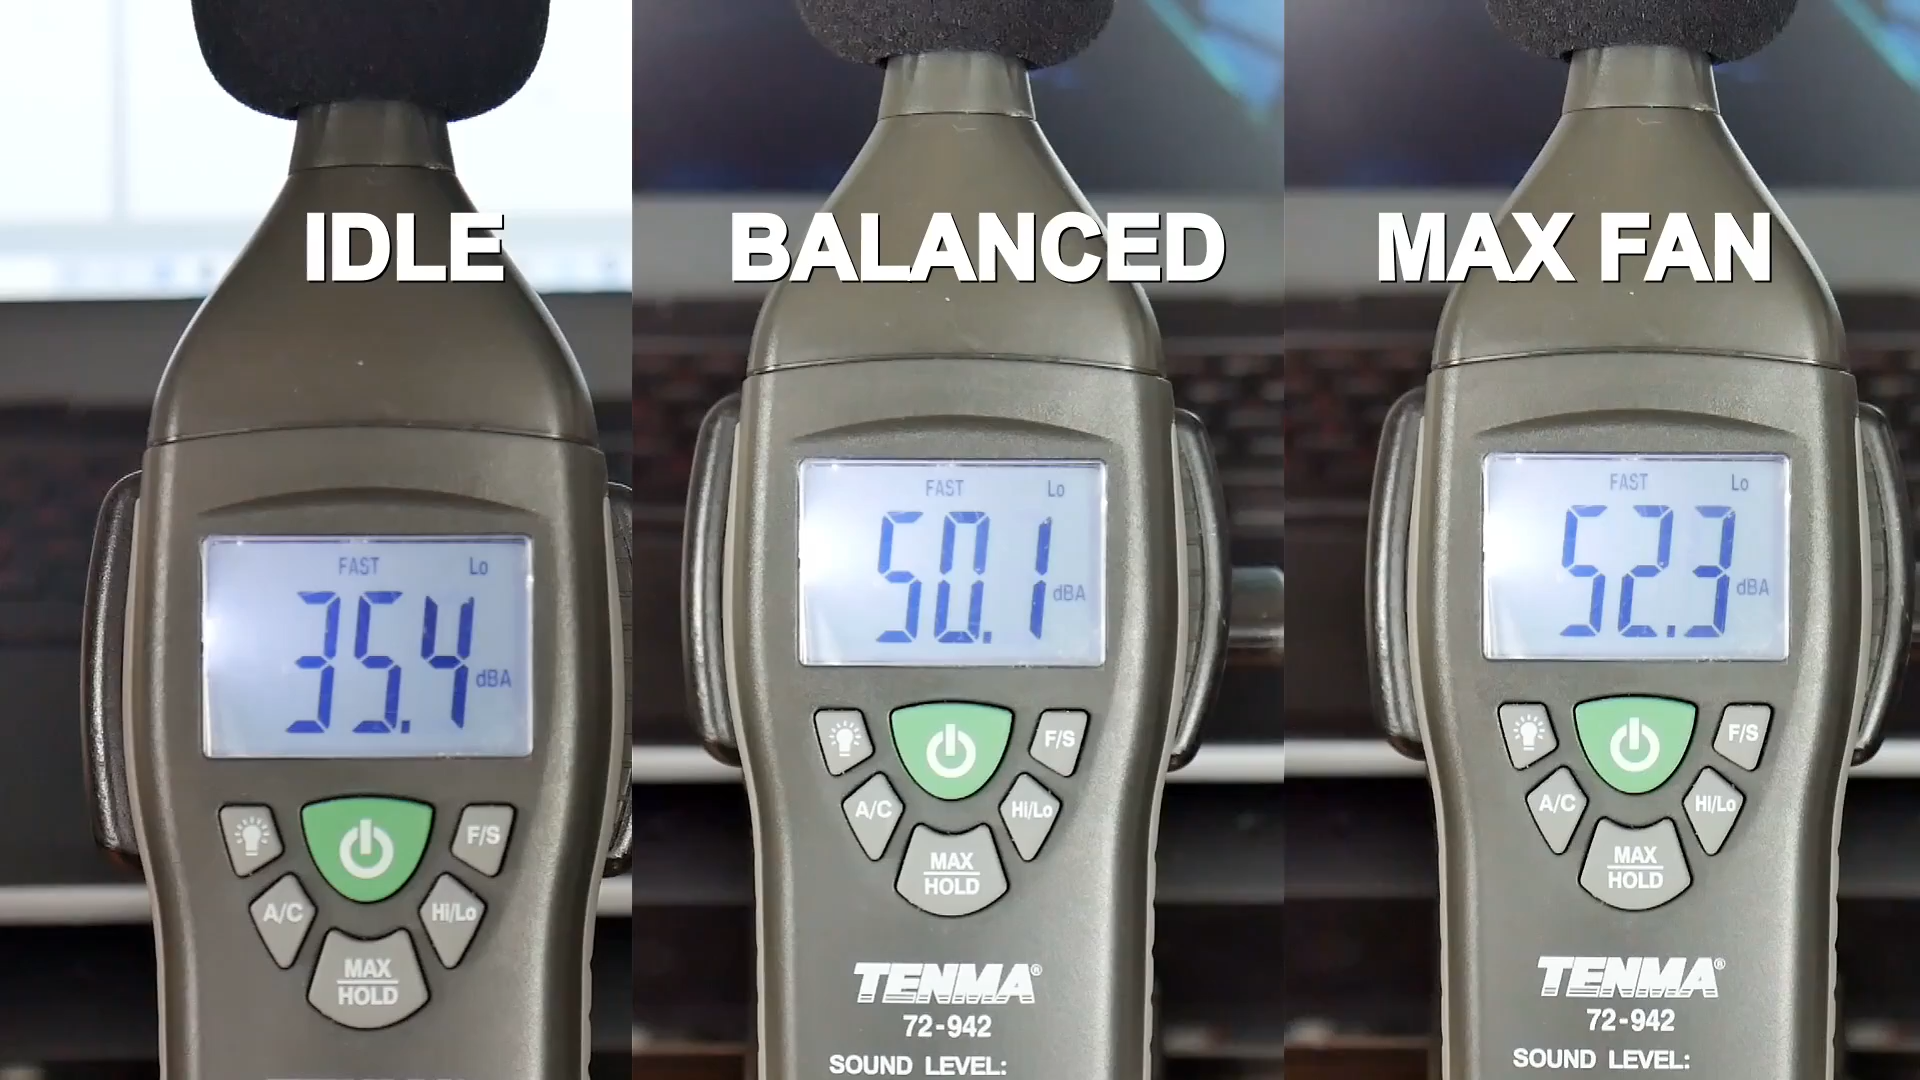 IDLE
FAST Lo
35.4 dBA
F/S
A/C
Hi/Lo
MAX
HOLD
BALANCED
FAST Lo
50.1 dBA
F/S
A/C
Hi/Lo
MAX
HOLD
TENMA®
72-942
SOUND LEVEL:
MAX FAN
FAST Lo
52.3 dBA
F/S
A/C
Hi/Lo
MAX
HOLD
TENMA®
72-942
SOUND LEVEL: